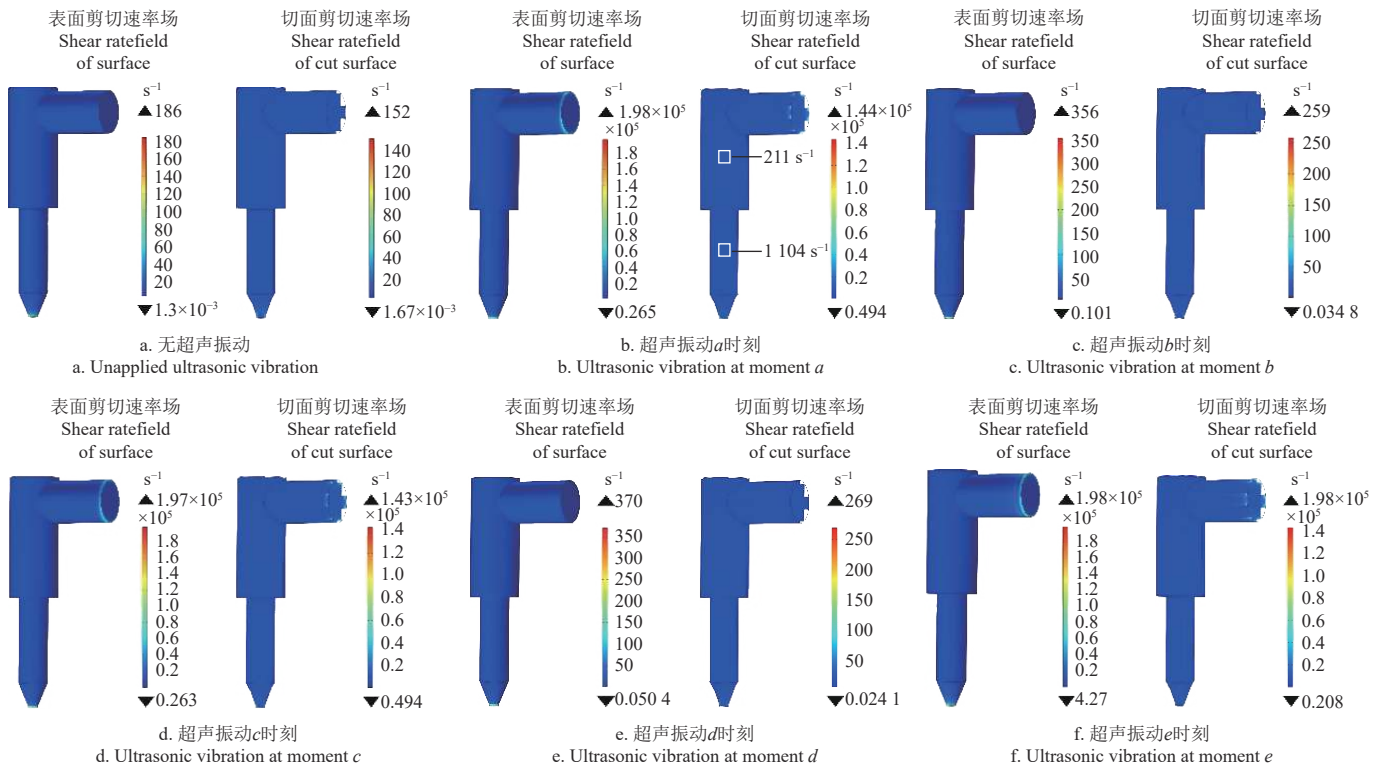 表面剪切速率场
Shear ratefield
of surface
s⁻¹
▲ 186
180
160
140
120
100
80
60
40
20
▼ 1.3×10⁻³
切面剪切速率场
Shear ratefield
of cut surface
s⁻¹
▲ 152
140
120
100
80
60
40
20
▼ 1.67×10⁻³
a. 无超声振动
a. Unapplied ultrasonic vibration
表面剪切速率场
Shear ratefield
of surface
s⁻¹
▲ 1.98×10⁵
×10⁵
1.8
1.6
1.4
1.2
1.0
0.8
0.6
0.4
0.2
▼ 0.265
切面剪切速率场
Shear ratefield
of cut surface
s⁻¹
▲ 1.44×10⁵
×10⁵
1.4
1.2
1.0
0.8
0.6
0.4
0.2
▼ 0.494
211 s⁻¹
1 104 s⁻¹
b. 超声振动a时刻
b. Ultrasonic vibration at moment a
表面剪切速率场
Shear ratefield
of surface
s⁻¹
▲ 356
350
300
250
200
150
100
50
▼ 0.101
切面剪切速率场
Shear ratefield
of cut surface
s⁻¹
▲ 259
250
200
150
100
50
▼ 0.034 8
c. 超声振动b时刻
c. Ultrasonic vibration at moment b
表面剪切速率场
Shear ratefield
of surface
s⁻¹
▲ 1.97×10⁵
×10⁵
1.8
1.6
1.4
1.2
1.0
0.8
0.6
0.4
0.2
▼ 0.263
切面剪切速率场
Shear ratefield
of cut surface
s⁻¹
▲ 1.43×10⁵
×10⁵
1.4
1.2
1.0
0.8
0.6
0.4
0.2
▼ 0.494
d. 超声振动c时刻
d. Ultrasonic vibration at moment c
表面剪切速率场
Shear ratefield
of surface
s⁻¹
▲ 370
350
300
250
200
150
100
50
▼ 0.050 4
切面剪切速率场
Shear ratefield
of cut surface
s⁻¹
▲ 269
250
200
150
100
50
▼ 0.024 1
e. 超声振动d时刻
e. Ultrasonic vibration at moment d
表面剪切速率场
Shear ratefield
of surface
s⁻¹
▲ 1.98×10⁵
×10⁵
1.8
1.6
1.4
1.2
1.0
0.8
0.6
0.4
0.2
▼ 4.27
切面剪切速率场
Shear ratefield
of cut surface
s⁻¹
▲ 1.98×10⁵
×10⁵
1.4
1.2
1.0
0.8
0.6
0.4
0.2
▼ 0.208
f. 超声振动e时刻
f. Ultrasonic vibration at moment e